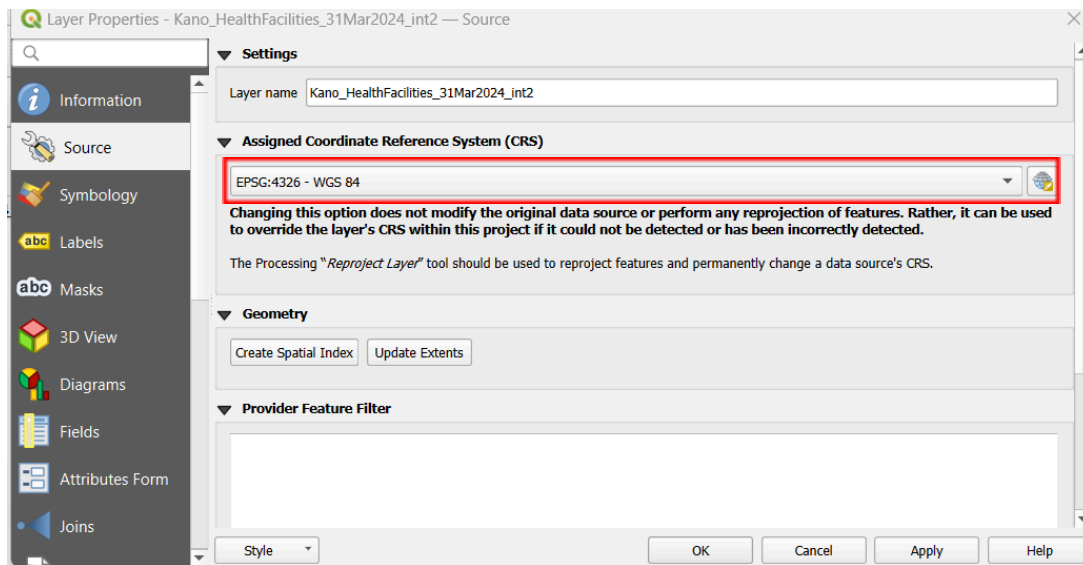 Layer Properties - Kano_HealthFacilities_31Mar2024_int2 — Source
Information
Source
Symbology
abc Labels
abc Masks
3D View
Diagrams
Fields
Attributes Form
Joins
Settings
Layer name Kano_HealthFacilities_31Mar2024_int2
Assigned Coordinate Reference System (CRS)
EPSG:4326 - WGS 84
Changing this option does not modify the original data source or perform any reprojection of features. Rather, it can be used
to override the layer's CRS within this project if it could not be detected or has been incorrectly detected.
The Processing "Reproject Layer" tool should be used to reproject features and permanently change a data source's CRS.
Geometry
Create Spatial Index Update Extents
Provider Feature Filter
Style OK Cancel Apply Help